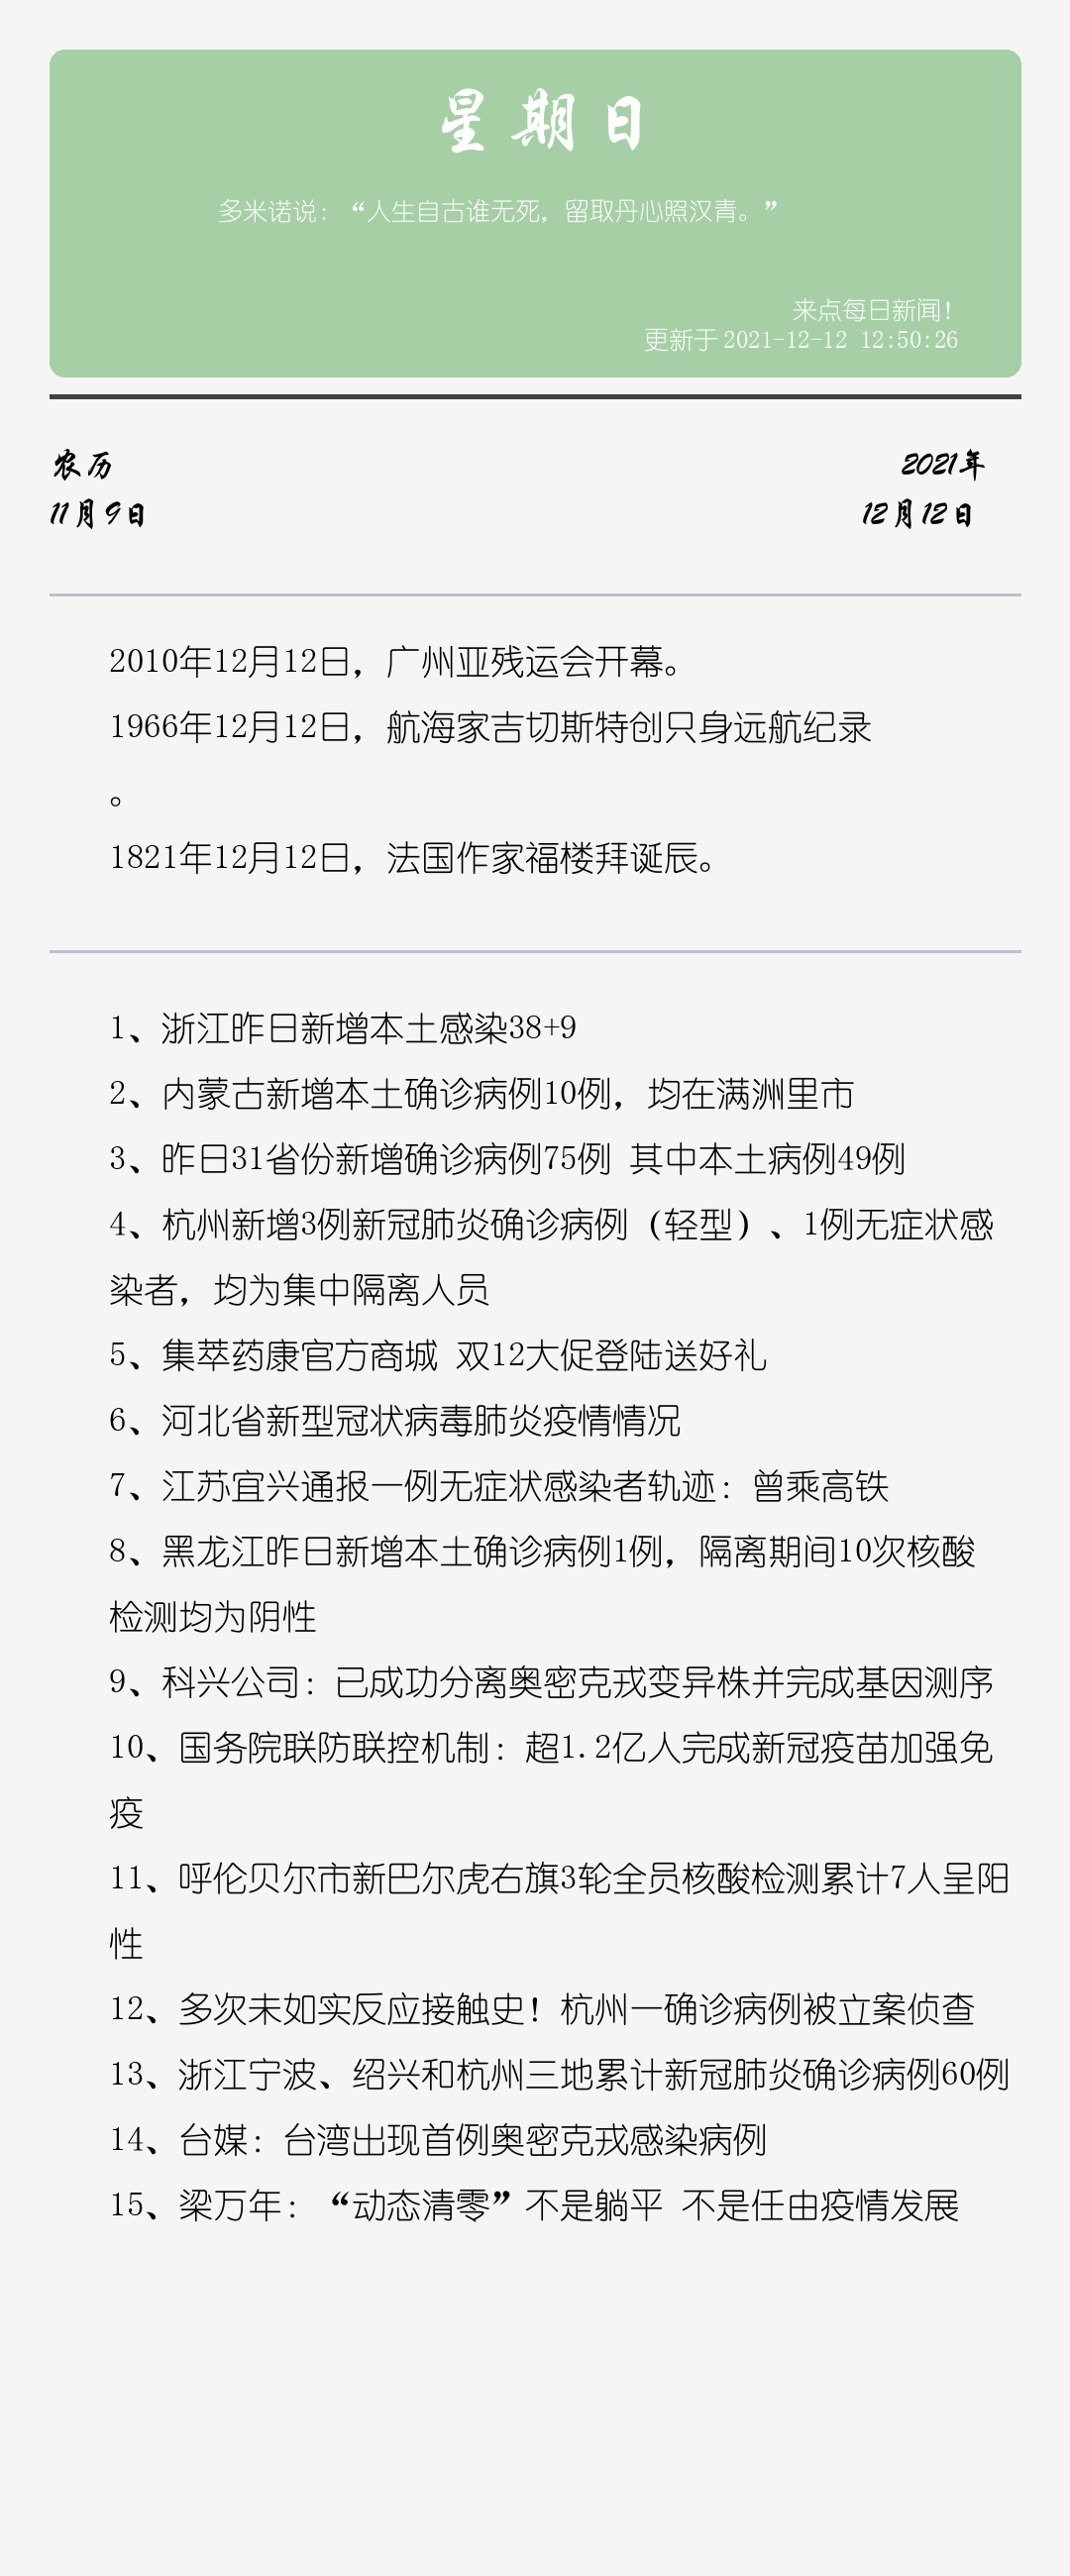 星期日
多米诺说：“人生自古谁无死，留取丹心照汉青。”
来点每日新闻！
更新于2021-12-12 12:50:26
农历
2021年
11月9日
12月12日
2010年12月12日，广州亚残运会开幕。
1966年12月12日，航海家吉切斯特创只身远航纪录
。
1821年12月12日，法国作家福楼拜诞辰。
1、浙江昨日新增本土感染38+9
2、内蒙古新增本土确诊病例10例，均在满洲里市
3、昨日31省份新增确诊病例75例 其中本土病例49例
4、杭州新增3例新冠肺炎确诊病例（轻型）、1例无症状感
染者，均为集中隔离人员
5、集萃药康官方商城 双12大促登陆送好礼
6、河北省新型冠状病毒肺炎疫情情况
7、江苏宜兴通报一例无症状感染者轨迹：曾乘高铁
8、黑龙江昨日新增本土确诊病例1例，隔离期间10次核酸
检测均为阴性
9、科兴公司：已成功分离奥密克戎变异株并完成基因测序
10、国务院联防联控机制：超1.2亿人完成新冠疫苗加强免
疫
11、呼伦贝尔市新巴尔虎右旗3轮全员核酸检测累计7人呈阳
性
12、多次未如实反应接触史！杭州一确诊病例被立案侦查
13、浙江宁波、绍兴和杭州三地累计新冠肺炎确诊病例60例
14、台媒：台湾出现首例奥密克戎感染病例
15、梁万年：“动态清零”不是躺平 不是任由疫情发展